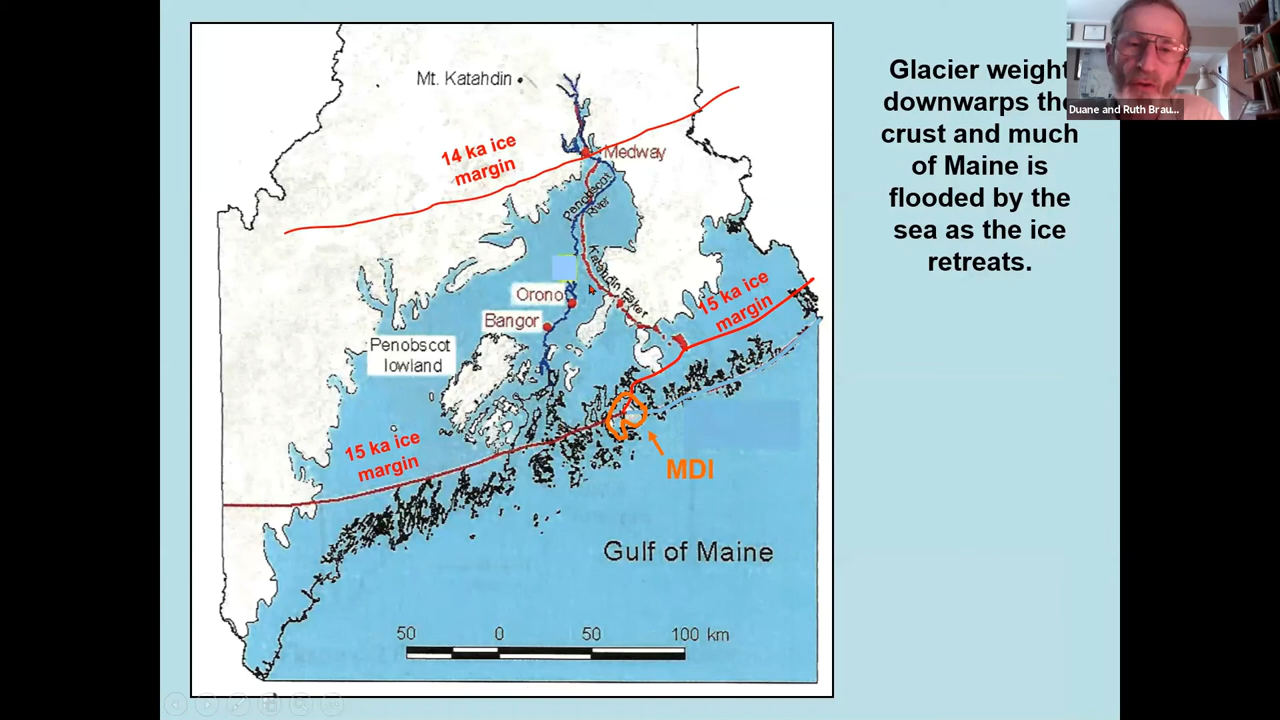 Mt. Katahdin
14 ka ice
margin
Medway
Penobscot
River
Katahdin Esker
Orono
Bangor
15 ka ice
margin
Penobscot
lowland
15 ka ice
margin
MDI
Gulf of Maine
50 0 50 100 km
Glacier weight
downwarps the
crust and much
of Maine is
flooded by the
sea as the ice
retreats.
Duane and Ruth Brau...